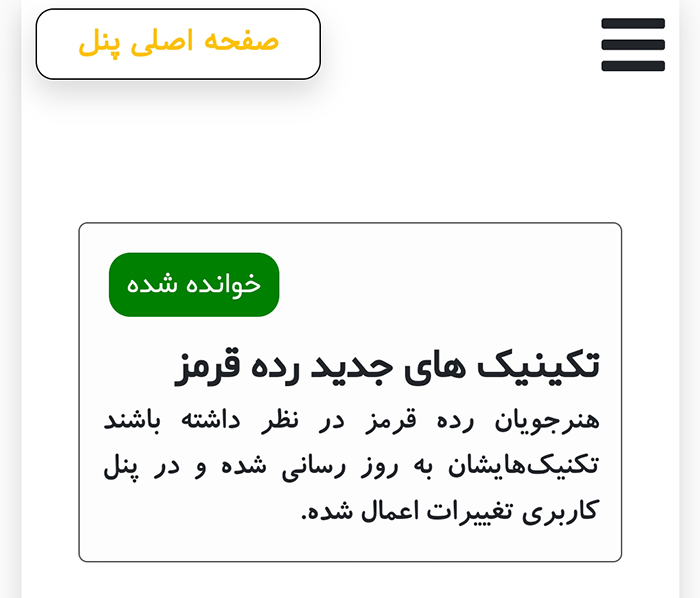 صفحه اصلی پنل
خوانده شده
تکینیک های جدید رده قرمز
هنرجویان رده قرمز در نظر داشته باشند
تکنیک‌هایشان به روز رسانی شده و در پنل
کاربری تغییرات اعمال شده.